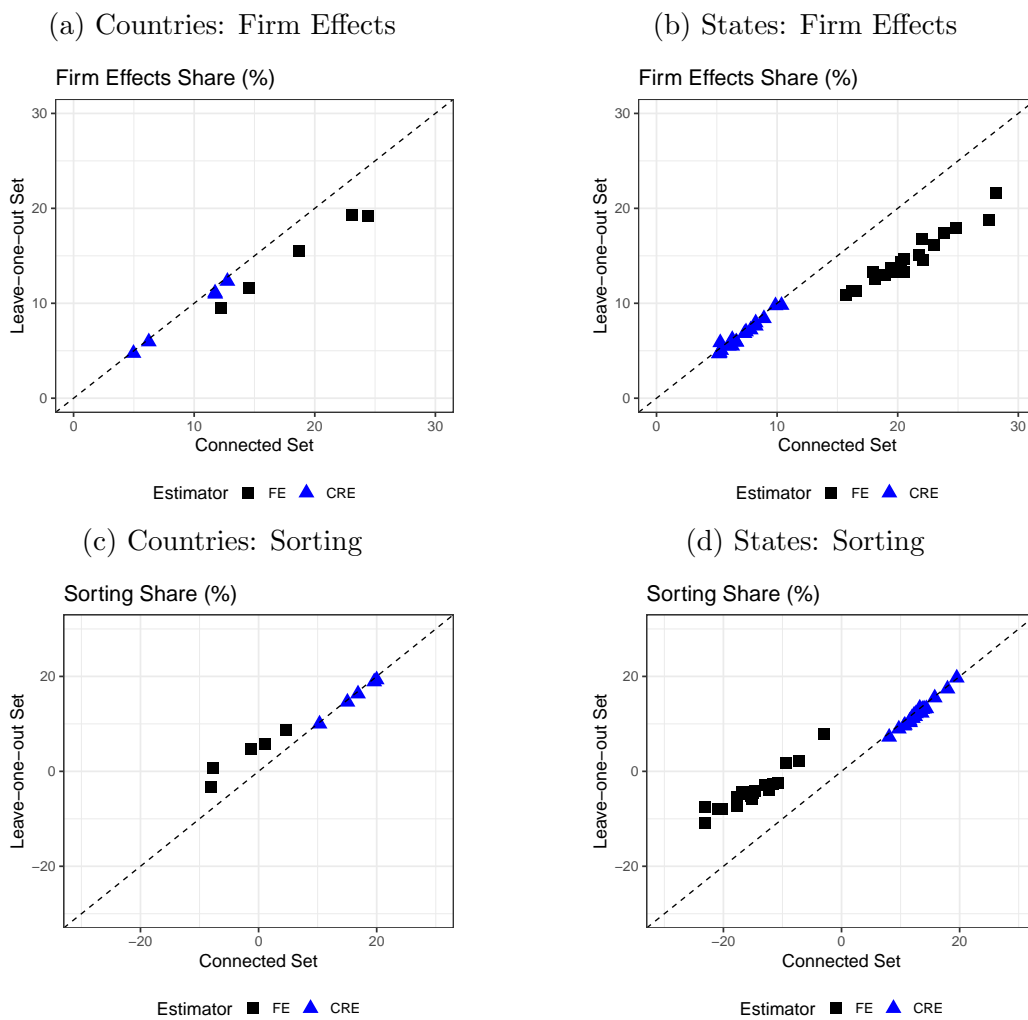 (a) Countries: Firm Effects
Firm Effects Share (%)
30
20
10
0
Leave−one−out Set
0 10 20 30
Connected Set
Estimator FE CRE
(b) States: Firm Effects
Firm Effects Share (%)
30
20
10
0
Leave−one−out Set
0 10 20 30
Connected Set
Estimator FE CRE
(c) Countries: Sorting
Sorting Share (%)
20
0
−20
Leave−one−out Set
−20 0 20
Connected Set
Estimator FE CRE
(d) States: Sorting
Sorting Share (%)
20
0
−20
Leave−one−out Set
−20 0 20
Connected Set
Estimator FE CRE